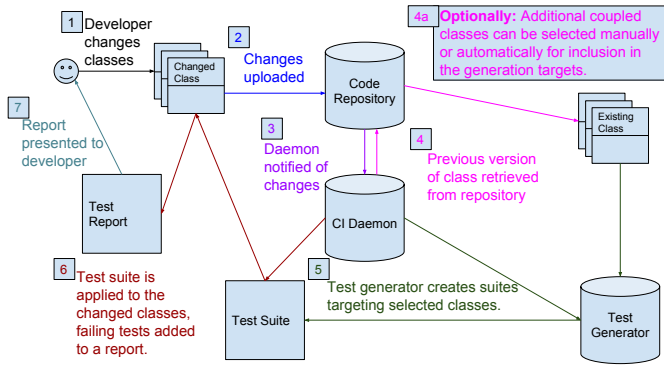 1
Developer
changes
classes
Changed
Class
2
Changes
uploaded
Code
Repository
4a
Optionally: Additional coupled
classes can be selected manually
or automatically for inclusion in
the generation targets.
7
Report
presented to
developer
3
Daemon
notified of
changes
4
Previous version
of class retrieved
from repository
Existing
Class
Test
Report
CI Daemon
6
Test suite is
applied to the
changed classes,
failing tests added
to a report.
Test Suite
5
Test generator creates suites
targeting selected classes.
Test
Generator